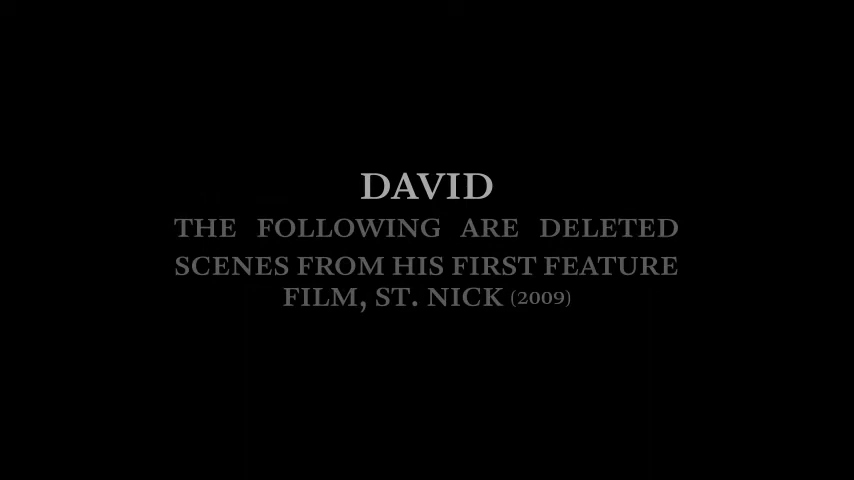 DAVID
THE FOLLOWING ARE DELETED
SCENES FROM HIS FIRST FEATURE
FILM, ST. NICK (2009)